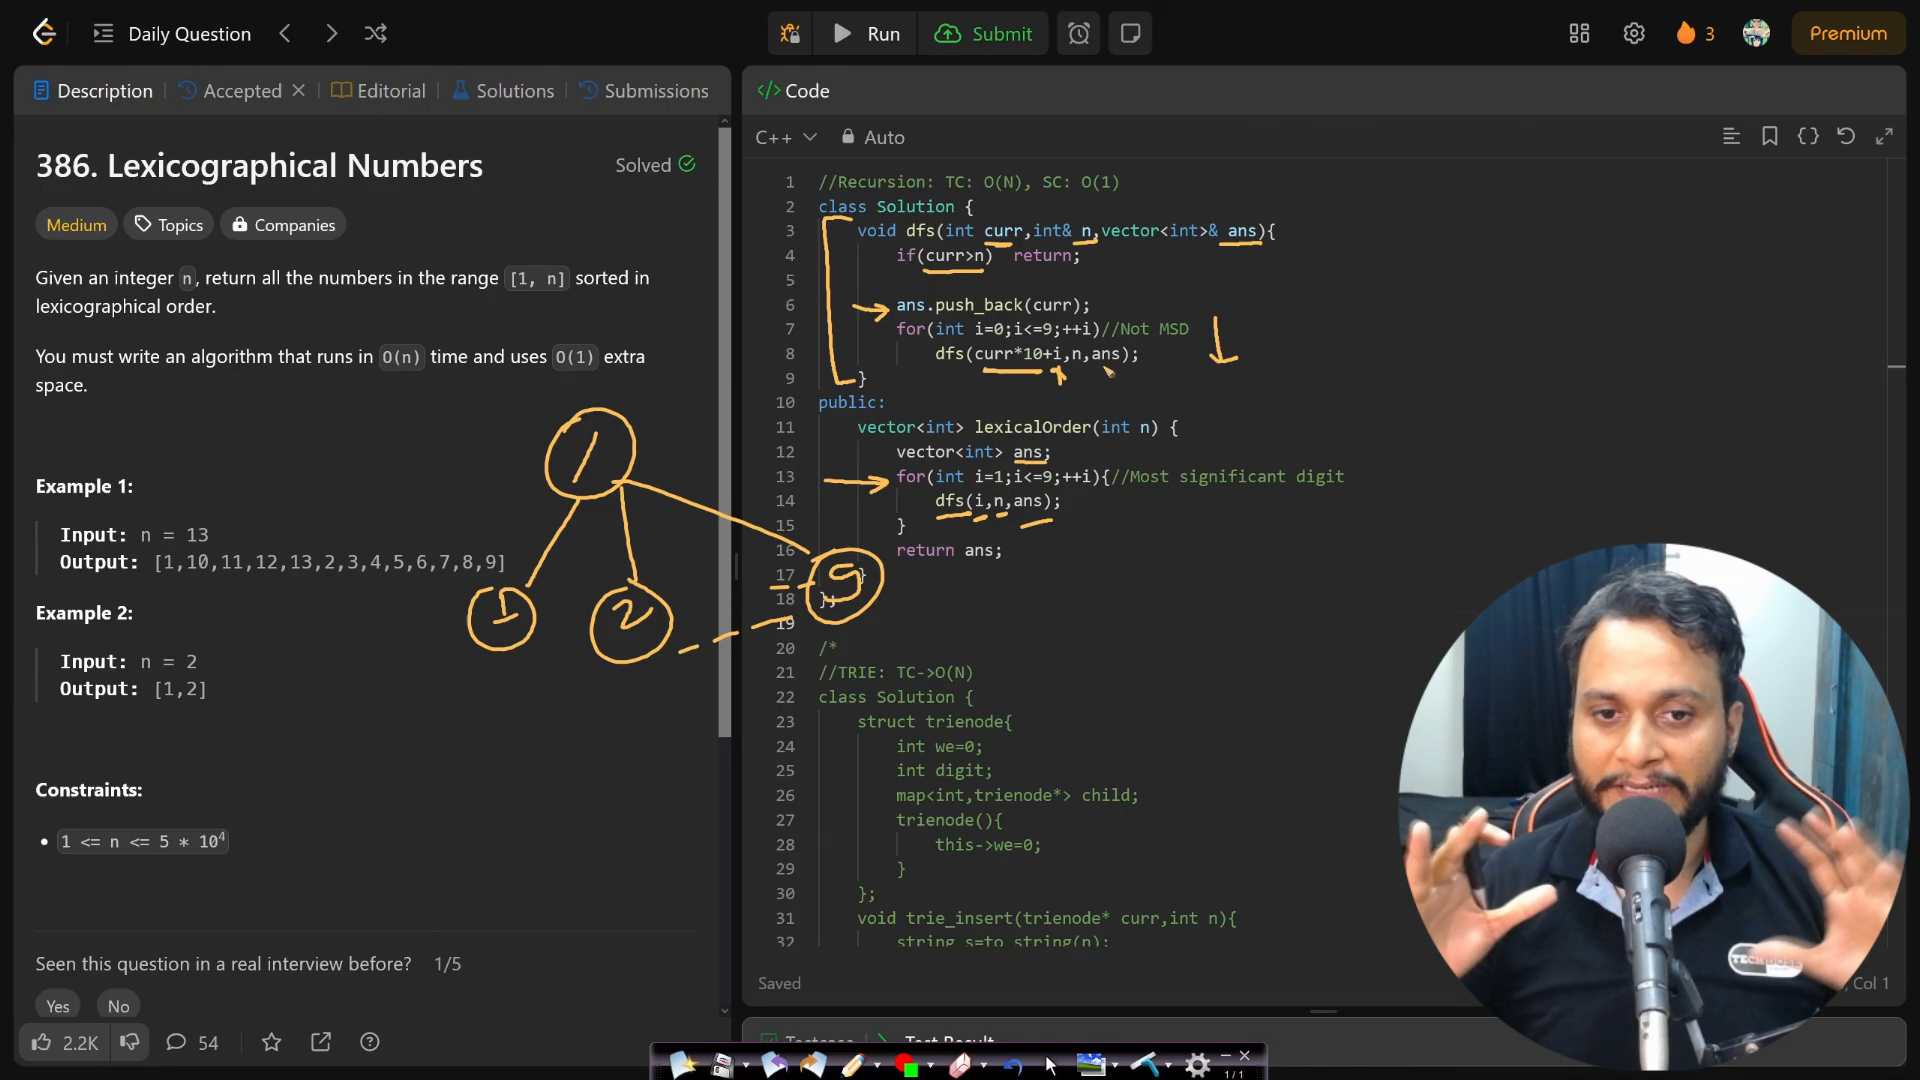 Daily Question
Run
Submit
3
Premium
Description
Accepted
Editorial
Solutions
Submissions
386. Lexicographical Numbers
Solved
Medium
Topics
Companies
Given an integer n, return all the numbers in the range [1, n] sorted in
lexicographical order.
You must write an algorithm that runs in O(n) time and uses O(1) extra
space.
Example 1:
Input: n = 13
Output: [1,10,11,12,13,2,3,4,5,6,7,8,9]
Example 2:
Input: n = 2
Output: [1,2]
Constraints:
1 <= n <= 5 * 10⁴
Seen this question in a real interview before? 1/5
Yes
No
2.2K
54
1
1
2
9
</> Code
C++
Auto
1 //Recursion: TC: O(N), SC: O(1)
2 class Solution {
3 void dfs(int curr,int& n,vector<int>& ans){
4 if(curr>n) return;
5
6 ans.push_back(curr);
7 for(int i=0;i<=9;++i)//Not MSD
8 dfs(curr*10+i,n,ans);
9 }
10 public:
11 vector<int> lexicalOrder(int n) {
12 vector<int> ans;
13 for(int i=1;i<=9;++i){//Most significant digit
14 dfs(i,n,ans);
15 }
16 return ans;
17 }
18 };
19
20 /*
21 //TRIE: TC->O(N)
22 class Solution {
23 struct trienode{
24 int we=0;
25 int digit;
26 map<int,trienode*> child;
27 trienode(){
28 this->we=0;
29 }
30 };
31 void trie_insert(trienode* curr,int n){
32 string s=to_string(n);
Saved
, Col 1
Testcase
Test Result
1/1
TECH DOSE